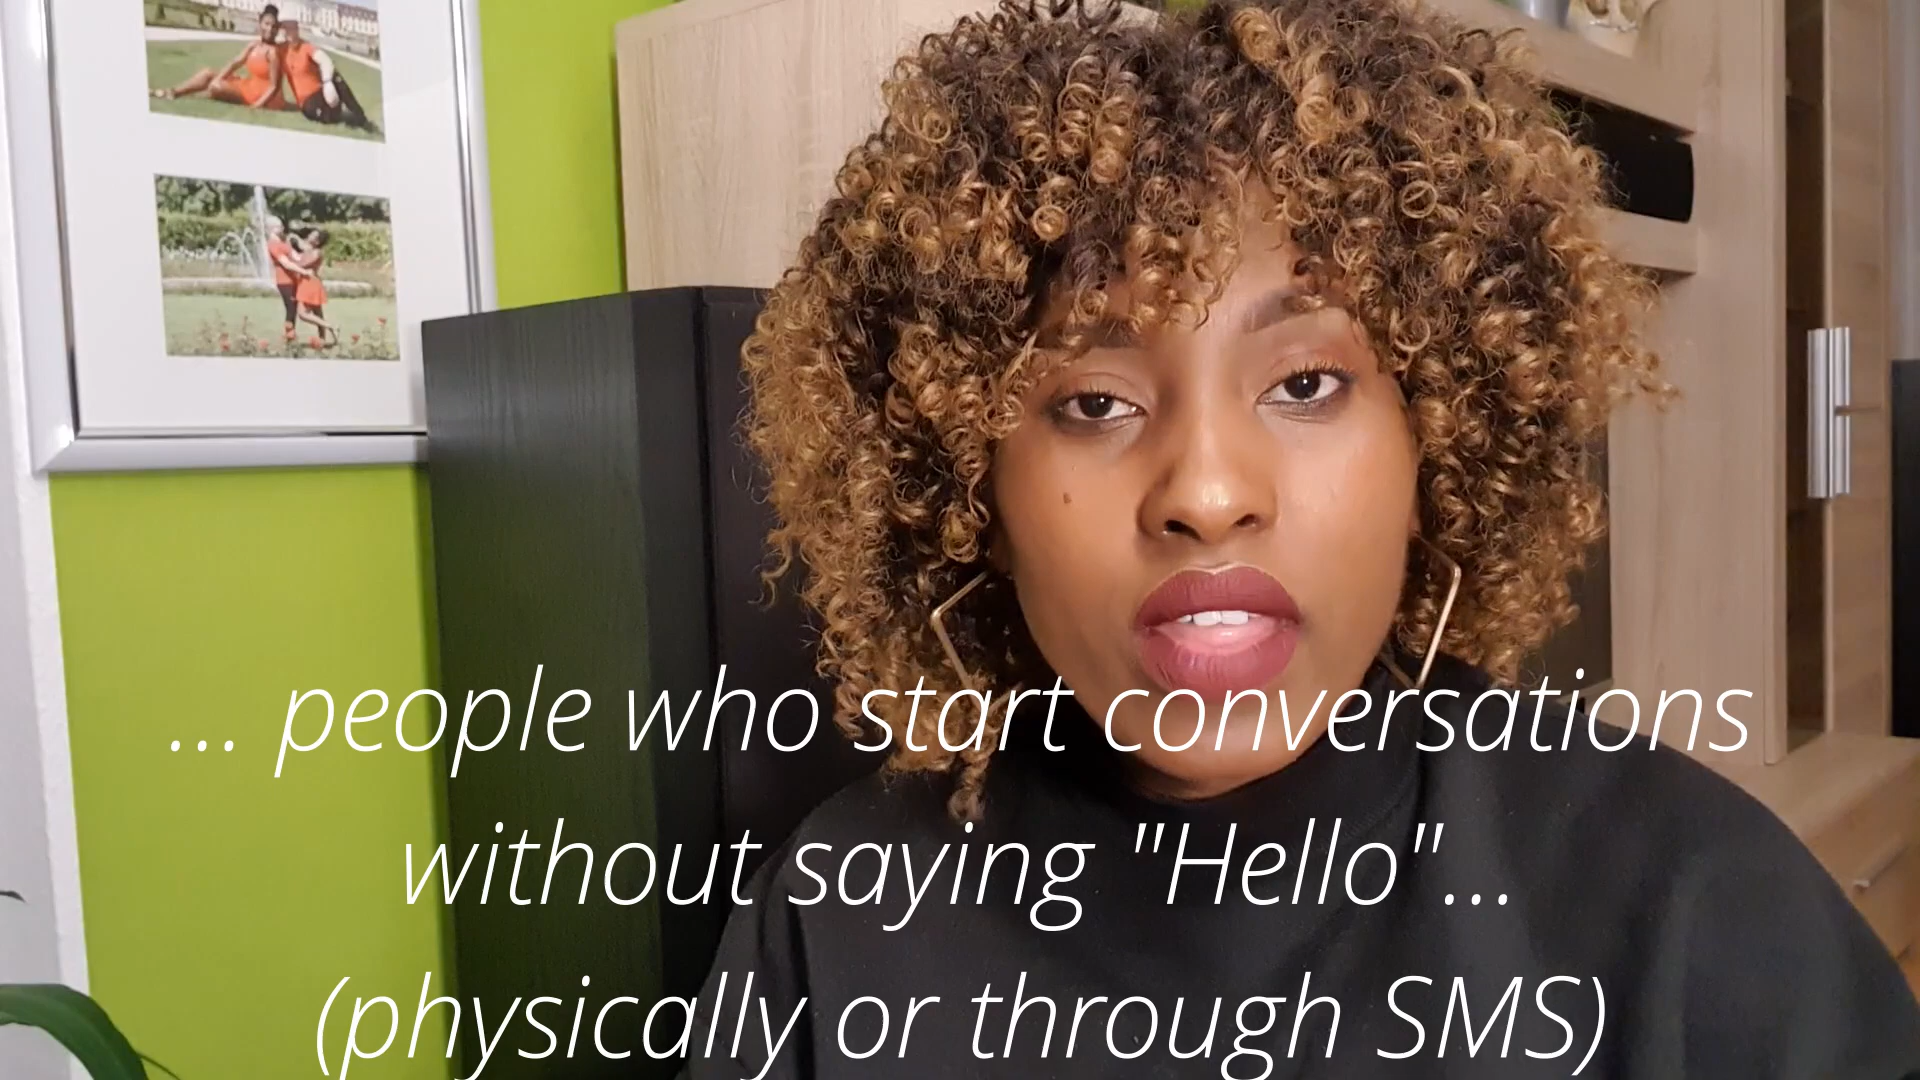 ... people who start conversations
without saying "Hello"...
(physically or through SMS)